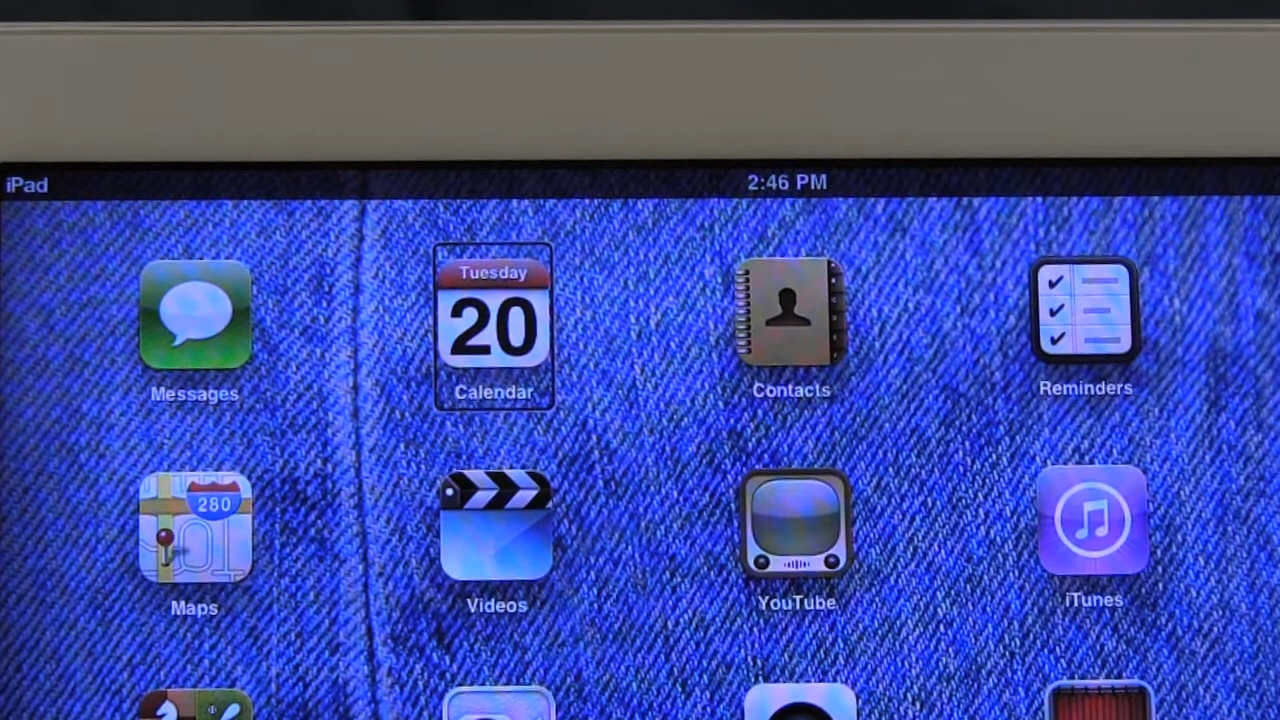 iPad
2:46 PM
Tuesday
20
Messages
Calendar
Contacts
Reminders
280
Maps
Videos
YouTube
iTunes